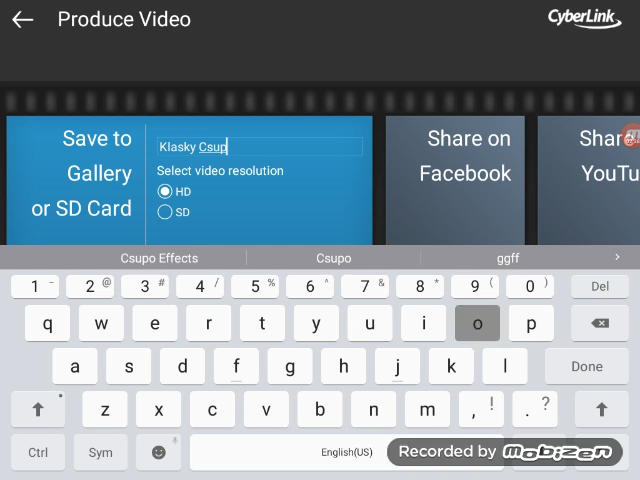 Produce Video
CyberLink
Save to
Gallery
or SD Card
Klasky Csup
Select video resolution
HD
SD
Share on
Facebook
Shar
YouTu
Csupo Effects
Csupo
ggff
1 - 2 @ 3 # 4 / 5 % 6 ^ 7 & 8 * 9 ( 0 ) Del
q w e r t y u i o p
a s d f g h j k l Done
z x c v b n m , ! . ?
Ctrl Sym English(US)
Recorded by mobizen